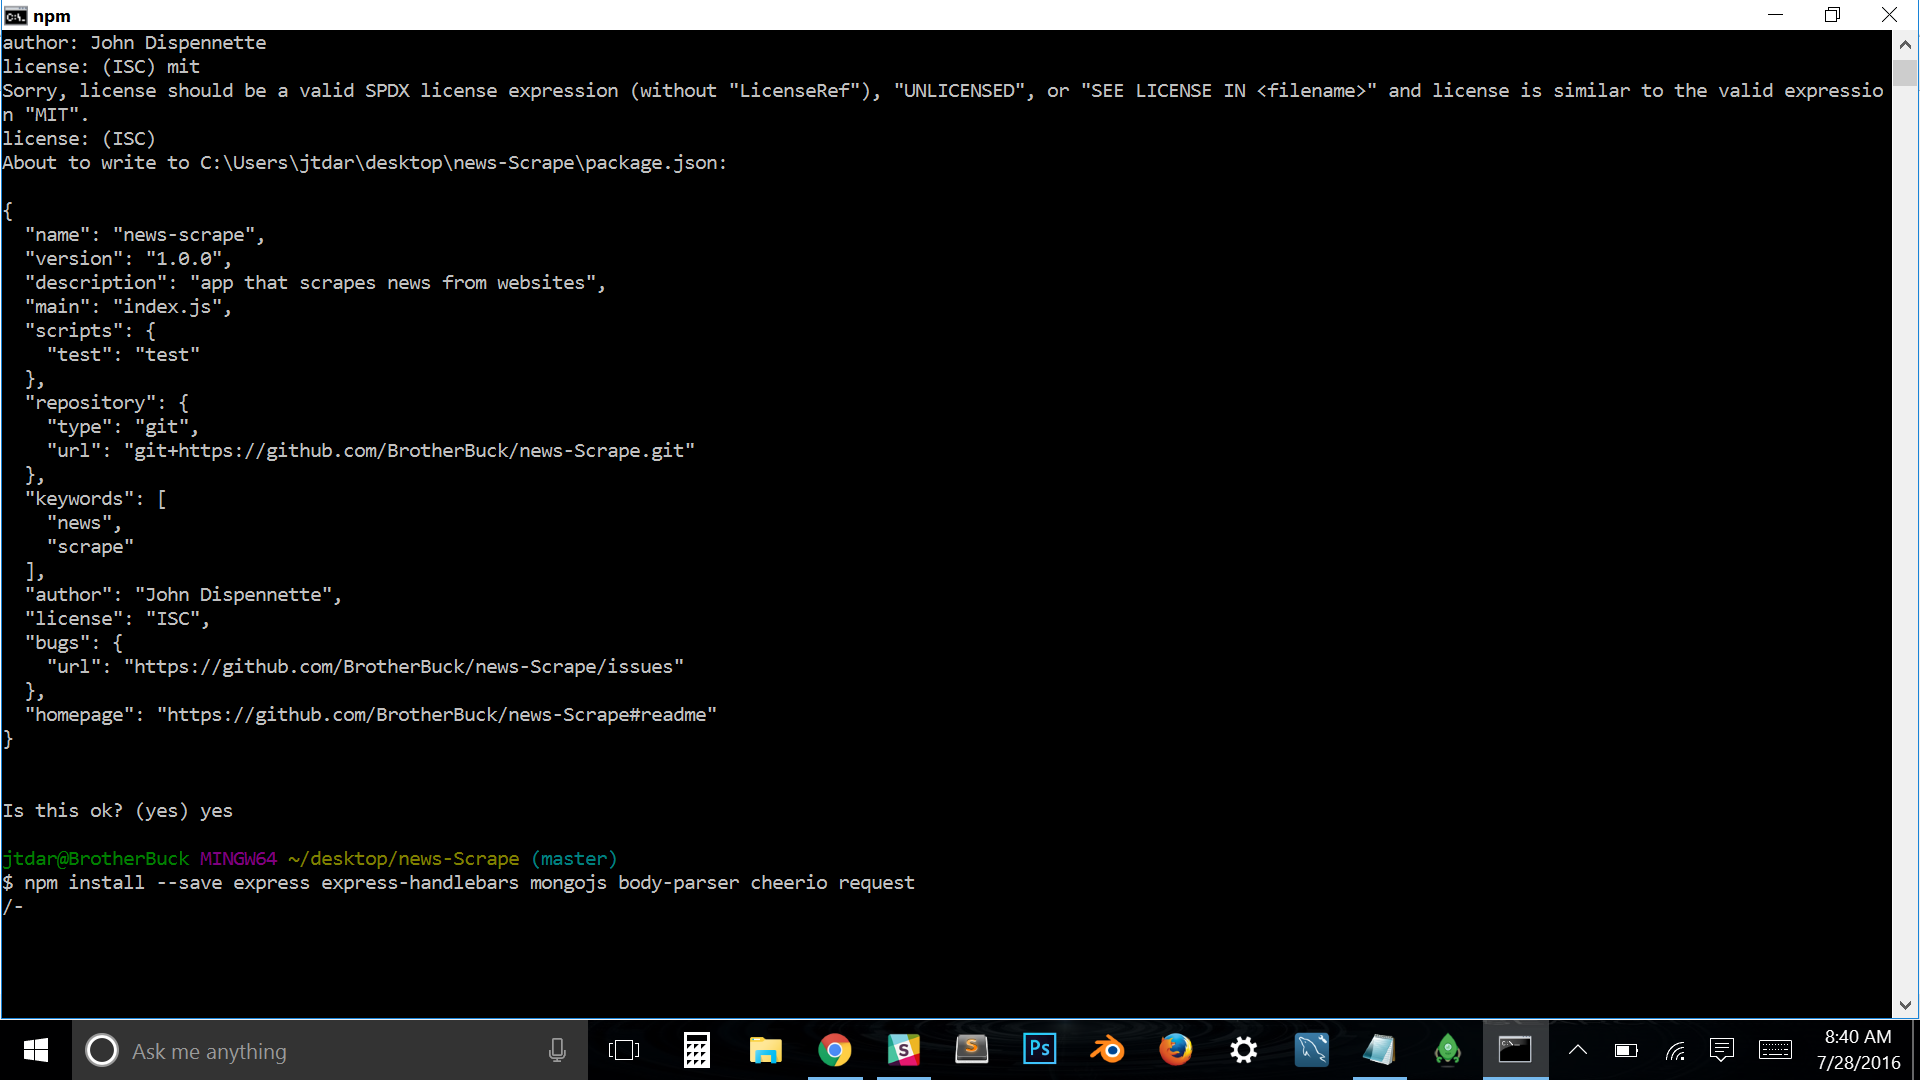 npm
author: John Dispennette
license: (ISC) mit
Sorry, license should be a valid SPDX license expression (without "LicenseRef"), "UNLICENSED", or "SEE LICENSE IN <filename>" and license is similar to the valid expressio
n "MIT".
license: (ISC)
About to write to C:\Users\jtdar\desktop\news-Scrape\package.json:
{
  "name": "news-scrape",
  "version": "1.0.0",
  "description": "app that scrapes news from websites",
  "main": "index.js",
  "scripts": {
    "test": "test"
  },
  "repository": {
    "type": "git",
    "url": "git+https://github.com/BrotherBuck/news-Scrape.git"
  },
  "keywords": [
    "news",
    "scrape"
  ],
  "author": "John Dispennette",
  "license": "ISC",
  "bugs": {
    "url": "https://github.com/BrotherBuck/news-Scrape/issues"
  },
  "homepage": "https://github.com/BrotherBuck/news-Scrape#readme"
}
Is this ok? (yes) yes
jtdar@BrotherBuck MINGW64 ~/desktop/news-Scrape (master)
$ npm install --save express express-handlebars mongojs body-parser cheerio request
/-
Ask me anything
Ps
8:40 AM
7/28/2016